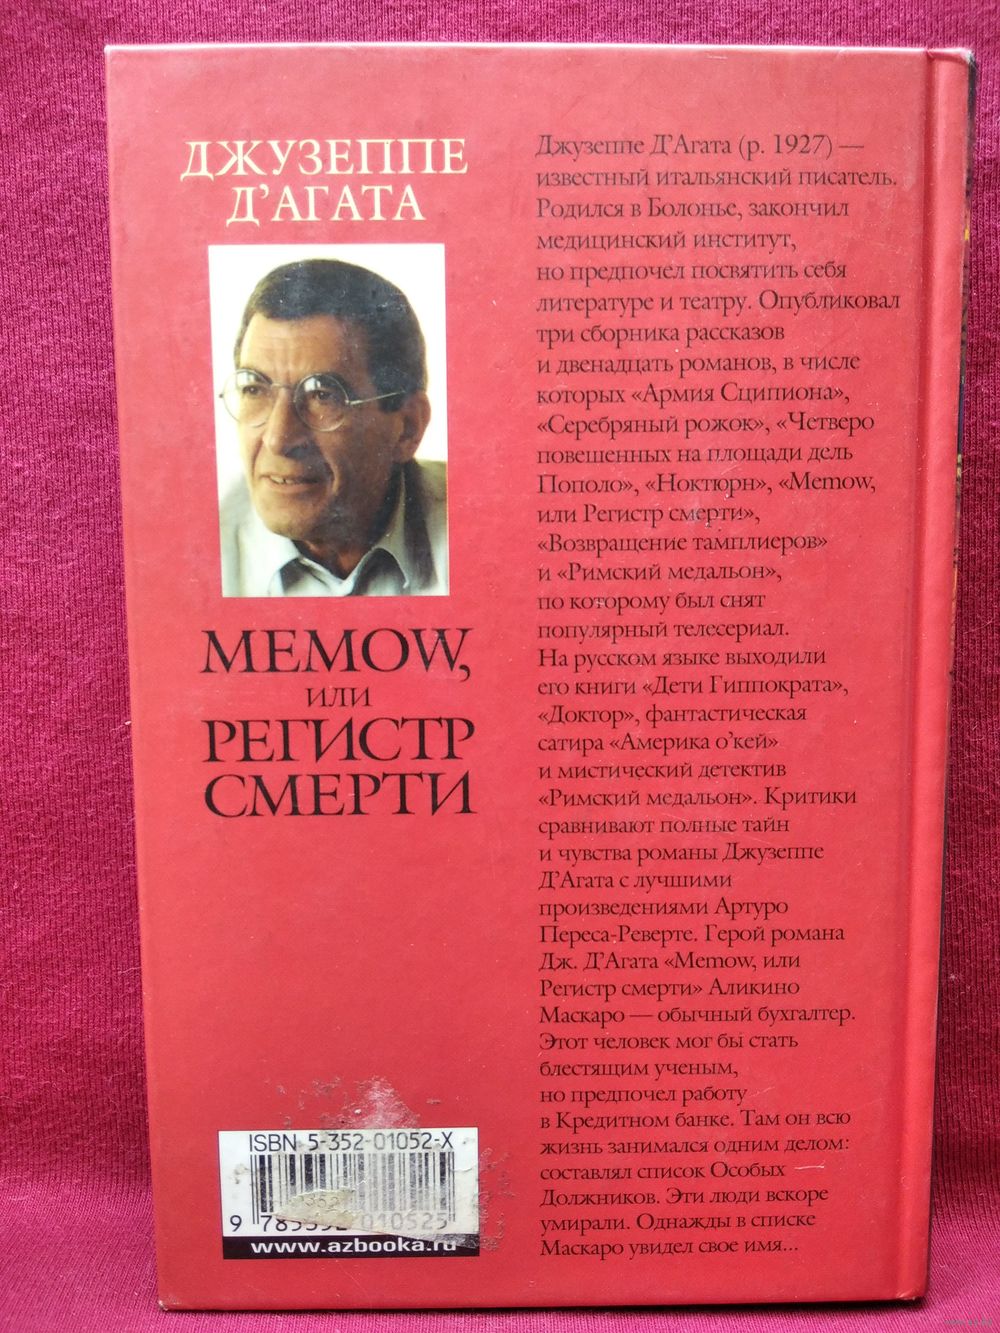 ДЖУЗЕППЕ
Д’АГАТА
MEMOW,
ИЛИ
РЕГИСТР
СМЕРТИ
Джузеппе Д’Агата (р. 1927) —
известный итальянский писатель.
Родился в Болонье, закончил
медицинский институт,
но предпочел посвятить себя
литературе и театру. Опубликовал
три сборника рассказов
и двенадцать романов, в числе
которых «Армия Сципиона»,
«Серебряный рожок», «Четверо
повешенных на площади дель
Пополо», «Ноктюрн», «Memow,
или Регистр смерти»,
«Возвращение тамплиеров»
и «Римский медальон»,
по которому был снят
популярный телесериал.
На русском языке выходили
его книги «Дети Гиппократа»,
«Доктор», фантастическая
сатира «Америка о’кей»
и мистический детектив
«Римский медальон». Критики
сравнивают полные тайн
и чувства романы Джузеппе
Д’Агата с лучшими
произведениями Артуро
Переса-Реверте. Герой романа
Дж. Д’Агата «Memow, или
Регистр смерти» Аликино
Маскаро — обычный бухгалтер.
Этот человек мог бы стать
блестящим ученым,
но предпочел работу
в Кредитном банке. Там он всю
жизнь занимался одним делом:
составлял список Особых
Должников. Эти люди вскоре
умирали. Однажды в списке
Маскаро увидел свое имя...
ISBN 5-352-01052-X
9 010525
www.azbooka.ru